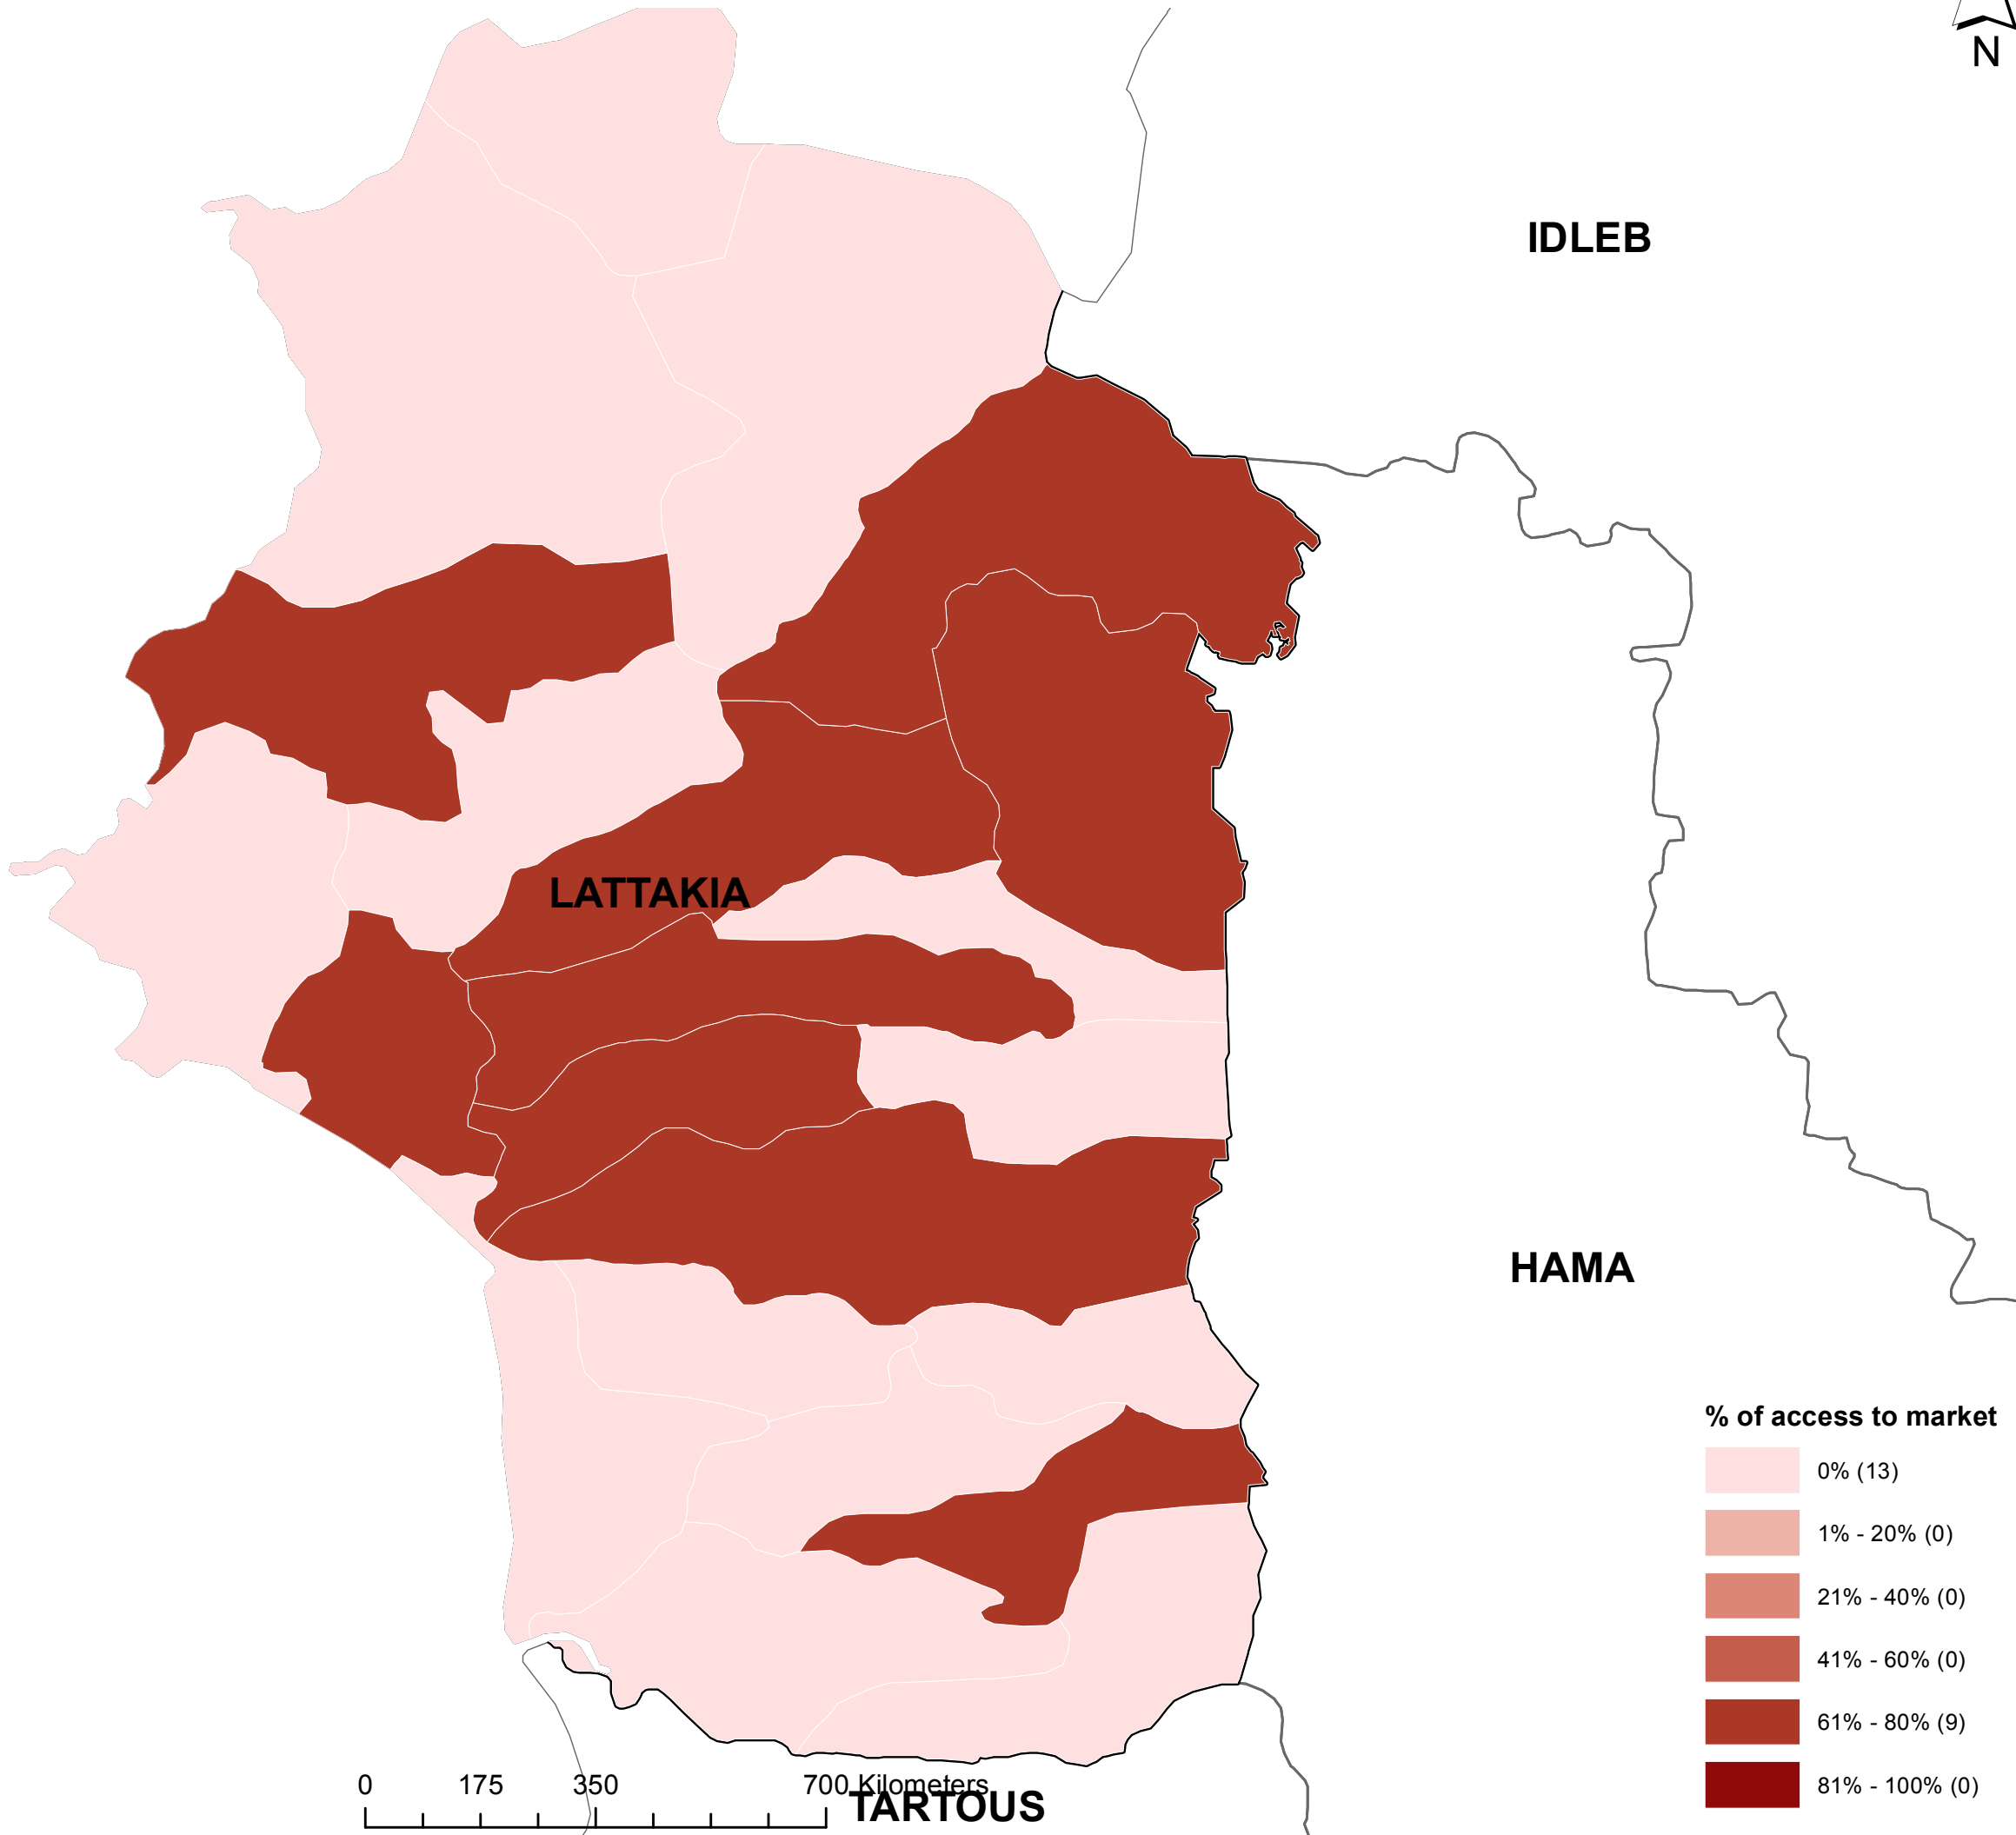 N
IDLEB
LATTAKIA
HAMA
% of access to market
0% (13)
1% - 20% (0)
21% - 40% (0)
41% - 60% (0)
61% - 80% (9)
81% - 100% (0)
0 175 350 700 Kilometers
TARTOUS